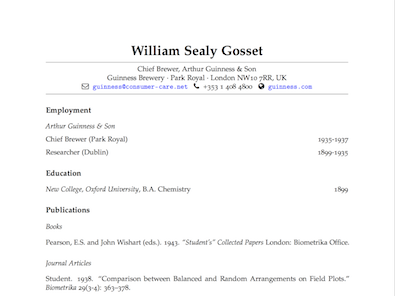 William Sealy Gosset
Chief Brewer, Arthur Guinness & Son
Guinness Brewery · Park Royal · London NW10 7RR, UK
guinness@consumer-care.net +353 1 408 4800 guinness.com
Employment
Arthur Guinness & Son
Chief Brewer (Park Royal) 1935-1937
Researcher (Dublin) 1899-1935
Education
New College, Oxford University, B.A. Chemistry 1899
Publications
Books
Pearson, E.S. and John Wishart (eds.). 1943. “Student’s” Collected Papers London: Biometrika Office.
Journal Articles
Student. 1938. “Comparison between Balanced and Random Arrangements on Field Plots.”
Biometrika 29(3-4): 363–378.